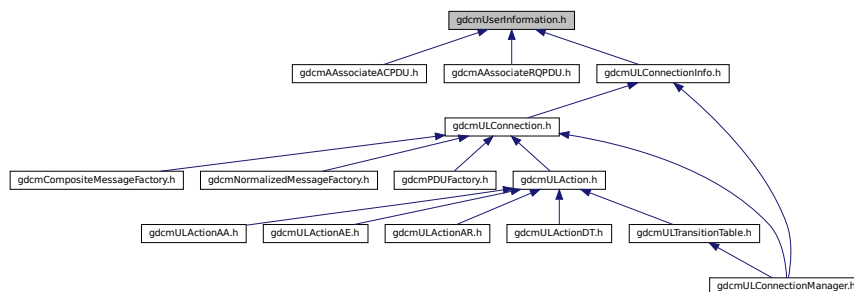 gdcmUserInformation.h
gdcmAAssociateACPDU.h
gdcmAAssociateRQPDU.h
gdcmULConnectionInfo.h
gdcmULConnection.h
gdcmCompositeMessageFactory.h
gdcmNormalizedMessageFactory.h
gdcmPDUFactory.h
gdcmULAction.h
gdcmULActionAA.h
gdcmULActionAE.h
gdcmULActionAR.h
gdcmULActionDT.h
gdcmULTransitionTable.h
gdcmULConnectionManager.h